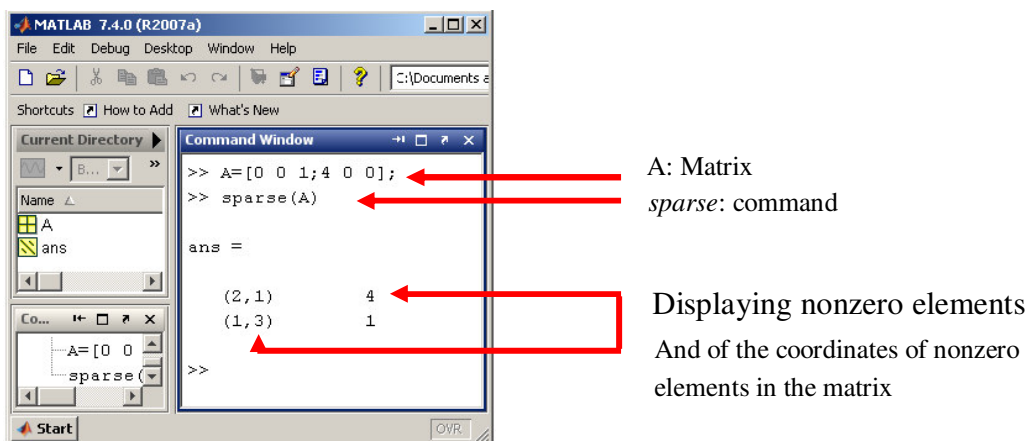 MATLAB 7.4.0 (R2007a)
File Edit Debug Desktop Window Help
C:\Documents a
Shortcuts How to Add What's New
Current Directory
B...
Name
A
ans
Co...
A=[0 0
sparse(
Start
Command Window
>> A=[0 0 1;4 0 0];
>> sparse(A)
ans =
(2,1) 4
(1,3) 1
>>
OVR
A: Matrix
sparse: command
Displaying nonzero elements
And of the coordinates of nonzero
elements in the matrix